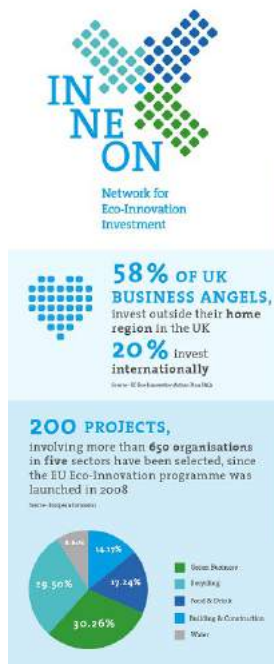 IN
NE
ON
Network for
Eco-Innovation
Investment
58% OF UK
BUSINESS ANGELS,
invest outside their home
region in the UK
20% Invest
internationally
200 PROJECTS,
involving more than 650 organisations
in five sectors have been selected, since
the EU Eco-Innovation programme was
launched in 2008
14.17%
17.24%
30.26%
29.50%
Green Business
Recycling
Food & Drink
Building & Construction
Water